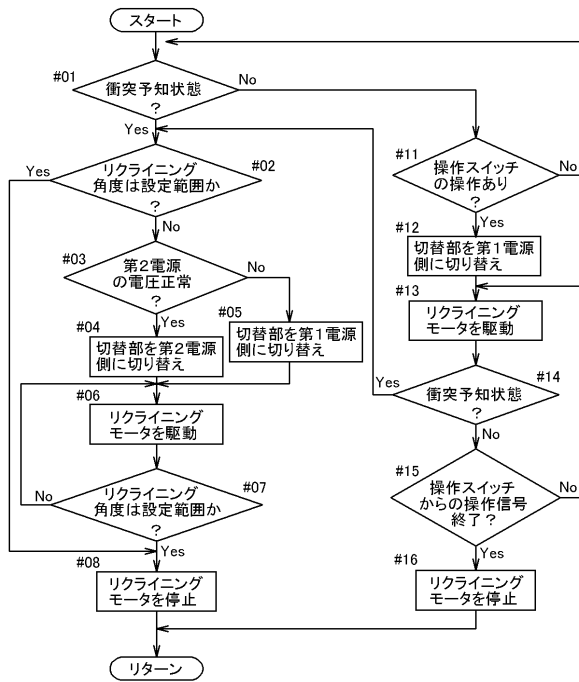 スタート
#01
衝突予知状態
?
No
Yes
#02
リクライニング
角度は設定範囲か
?
Yes
No
#03
第2電源
の電圧正常
?
No
Yes
#04
切替部を第2電源
側に切り替え
#05
切替部を第1電源
側に切り替え
#06
リクライニング
モータを駆動
#07
リクライニング
角度は設定範囲か
?
No
Yes
#08
リクライニング
モータを停止
リターン
#11
操作スイッチ
の操作あり
?
No
Yes
#12
切替部を第1電源
側に切り替え
#13
リクライニング
モータを駆動
#14
衝突予知状態
?
Yes
No
#15
操作スイッチ
からの操作信号
終了?
No
Yes
#16
リクライニング
モータを停止